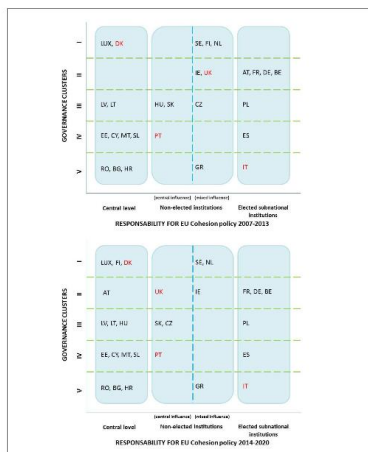 GOVERNANCE CLUSTERS
I
LUX, DK
SE, FI, NL
II
IE, UK
AT, FR, DE, BE
III
LV, LT
HU, SK
CZ
PL
IV
EE, CY, MT, SL
PT
ES
V
RO, BG, HR
GR
IT
(central influence) (mixed influence)
Central level
Non-elected institutions
Elected subnational
institutions
RESPONSABILITY FOR EU Cohesion policy 2007-2013
GOVERNANCE CLUSTERS
I
LUX, FI, DK
SE, NL
II
AT
UK
IE
FR, DE, BE
III
LV, LT, HU
SK, CZ
PL
IV
EE, CY, MT, SL
PT
ES
V
RO, BG, HR
GR
IT
(central influence) (mixed influence)
Central level
Non-elected institutions
Elected subnational
institutions
RESPONSABILITY FOR EU Cohesion policy 2014-2020